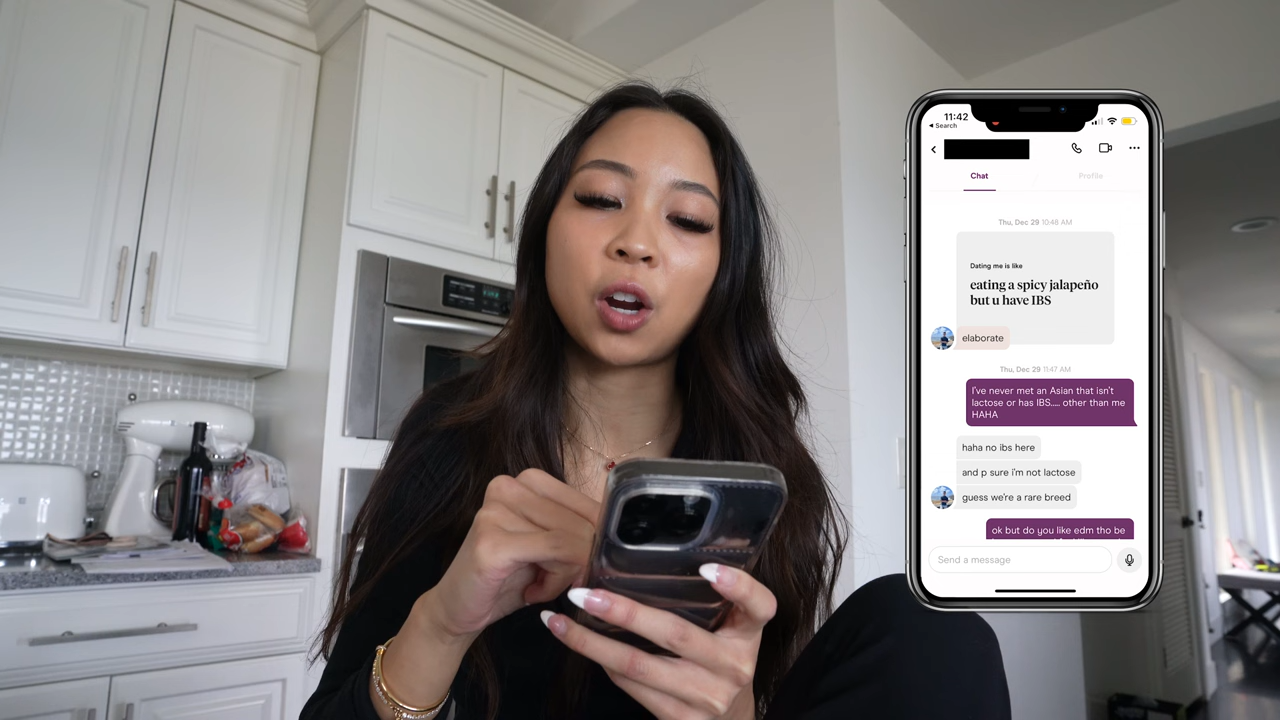 11:42
Search
Chat
Profile
Thu, Dec 29 10:48 AM
Dating me is like
eating a spicy jalapeño
but u have IBS
elaborate
Thu, Dec 29 11:47 AM
I've never met an Asian that isn't
lactose or has IBS.... other than me
HAHA
haha no ibs here
and p sure i'm not lactose
guess we're a rare breed
ok but do you like edm tho be
Send a message